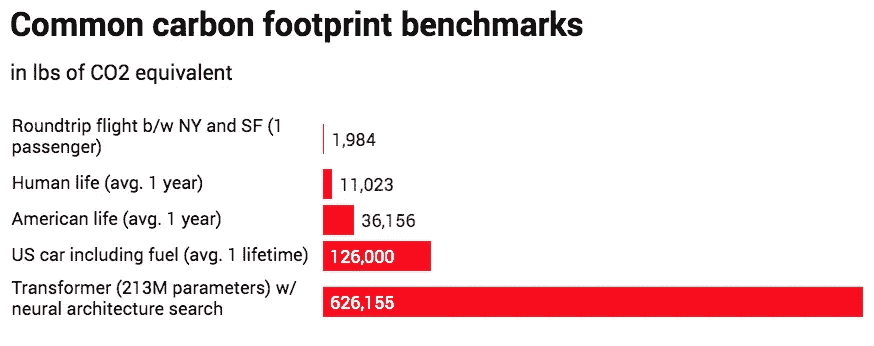 Common carbon footprint benchmarks
in lbs of CO2 equivalent
Roundtrip flight b/w NY and SF (1
passenger)
1,984
Human life (avg. 1 year)
11,023
American life (avg. 1 year)
36,156
US car including fuel (avg. 1 lifetime)
126,000
Transformer (213M parameters) w/
neural architecture search
626,155